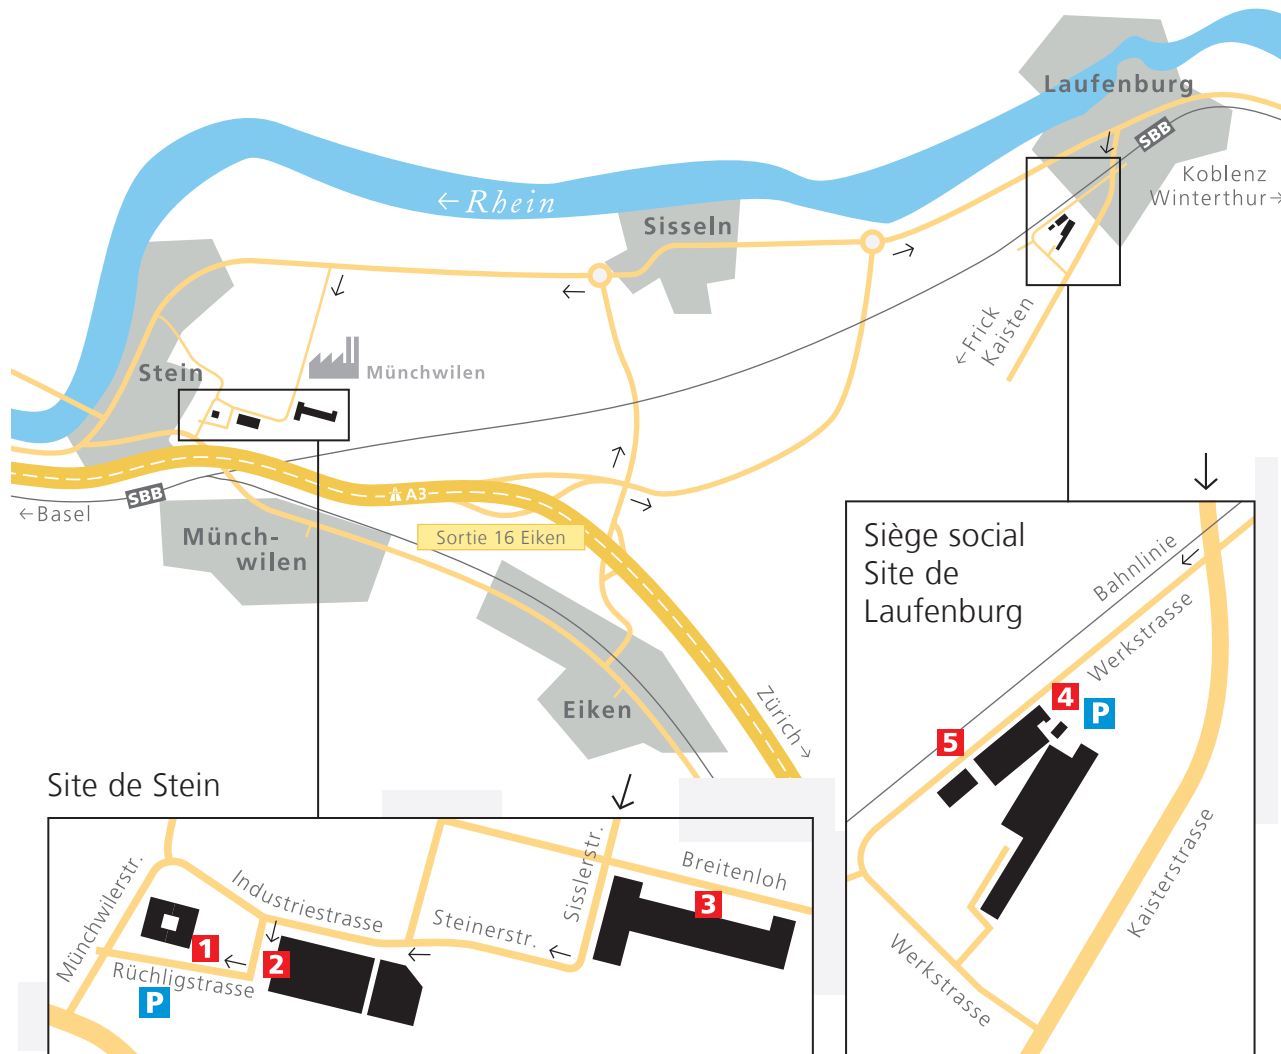 Laufenburg
SBB
Koblenz
Winterthur→
←Rhein
Sisseln
←Frick
Kaisten
Stein
Münchwilen
A3
SBB
←Basel
Münch-
wilen
Sortie 16 Eiken
Eiken
Zürich→
Siège social
Site de
Laufenburg
Bahnlinie
Werkstrasse
4
P
5
Kaisterstrasse
Werkstrasse
Site de Stein
Münchwilerstr.
Industriestrasse
Steinerstr.
Sisslerstr.
Breitenloh
3
1
2
Rüchligstrasse
P